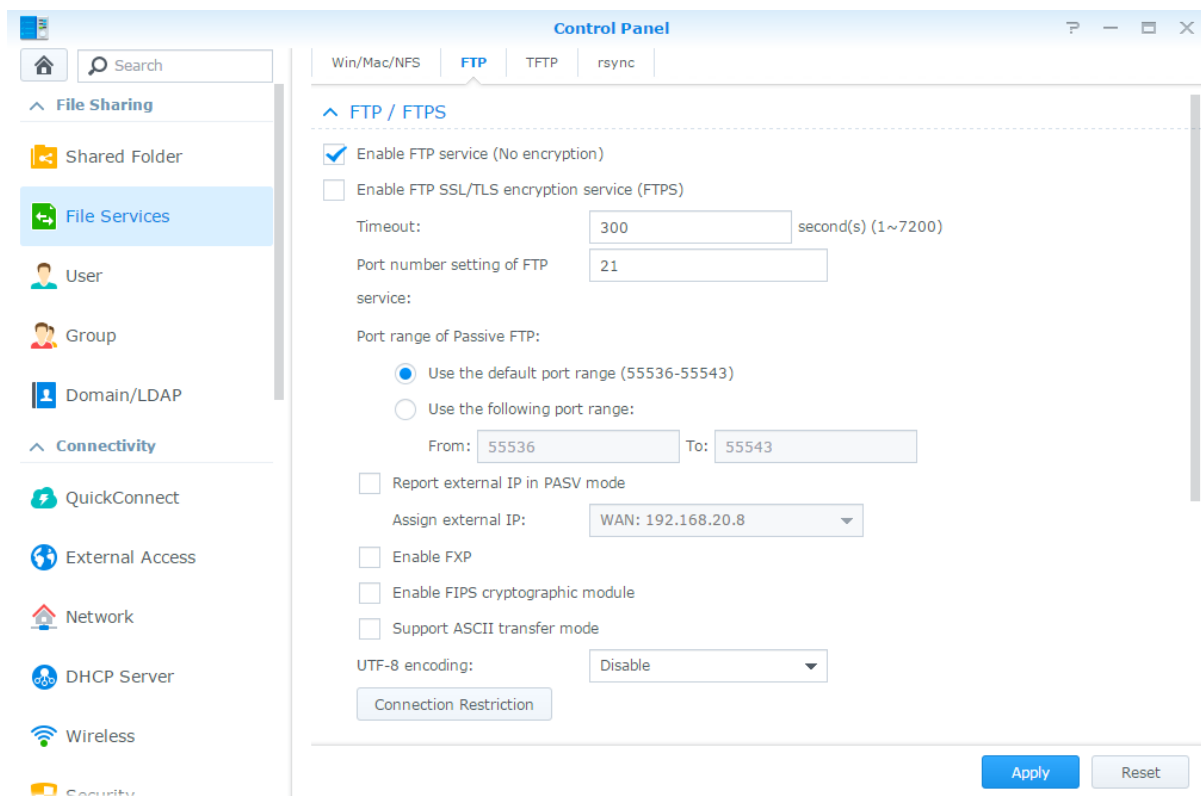 Control Panel
Search
File Sharing
Shared Folder
File Services
User
Group
Domain/LDAP
Connectivity
QuickConnect
External Access
Network
DHCP Server
Wireless
Security
Win/Mac/NFS FTP TFTP rsync
FTP / FTPS
Enable FTP service (No encryption)
Enable FTP SSL/TLS encryption service (FTPS)
Timeout: 300 second(s) (1~7200)
Port number setting of FTP 21
service:
Port range of Passive FTP:
Use the default port range (55536-55543)
Use the following port range:
From: 55536 To: 55543
Report external IP in PASV mode
Assign external IP: WAN: 192.168.20.8
Enable FXP
Enable FIPS cryptographic module
Support ASCII transfer mode
UTF-8 encoding: Disable
Connection Restriction
Apply Reset